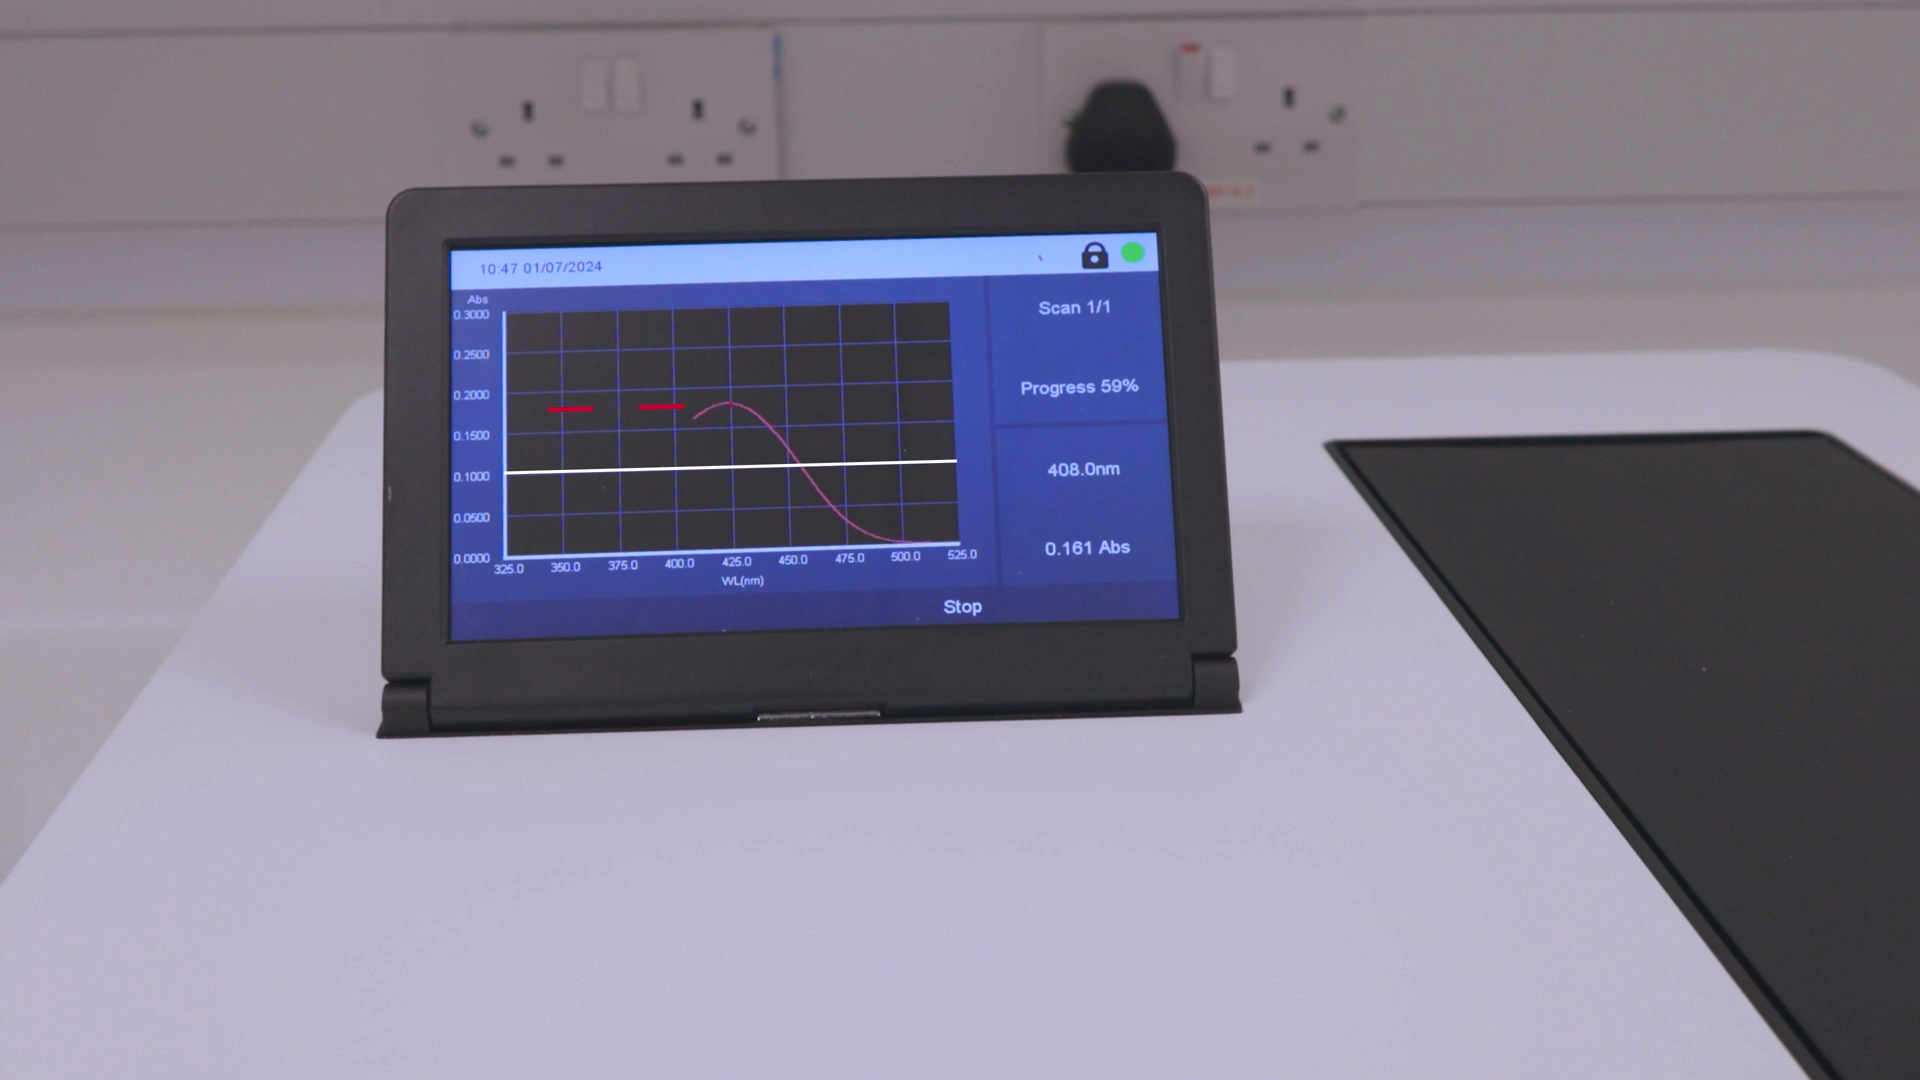 10:47 01/07/2024
Abs
0.3000
0.2500
0.2000
0.1500
0.1000
0.0500
0.0000
325.0 350.0 375.0 400.0 425.0 450.0 475.0 500.0 525.0
WL(nm)
Scan 1/1
Progress 59%
408.0nm
0.161 Abs
Stop